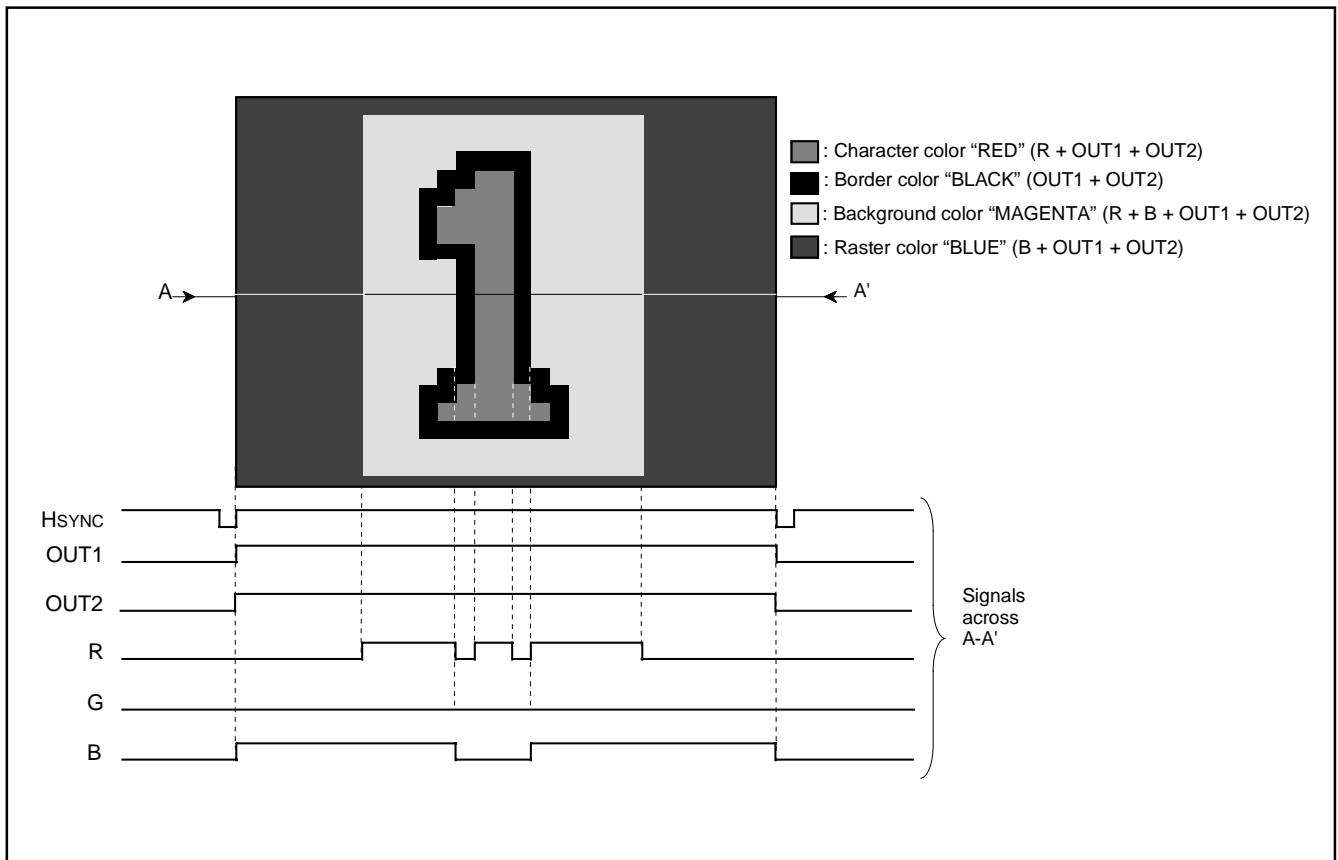 : Character color “RED” (R + OUT1 + OUT2)
: Border color “BLACK” (OUT1 + OUT2)
: Background color “MAGENTA” (R + B + OUT1 + OUT2)
: Raster color “BLUE” (B + OUT1 + OUT2)
A
A'
HSYNC
OUT1
OUT2
R
G
B
Signals
across
A-A'